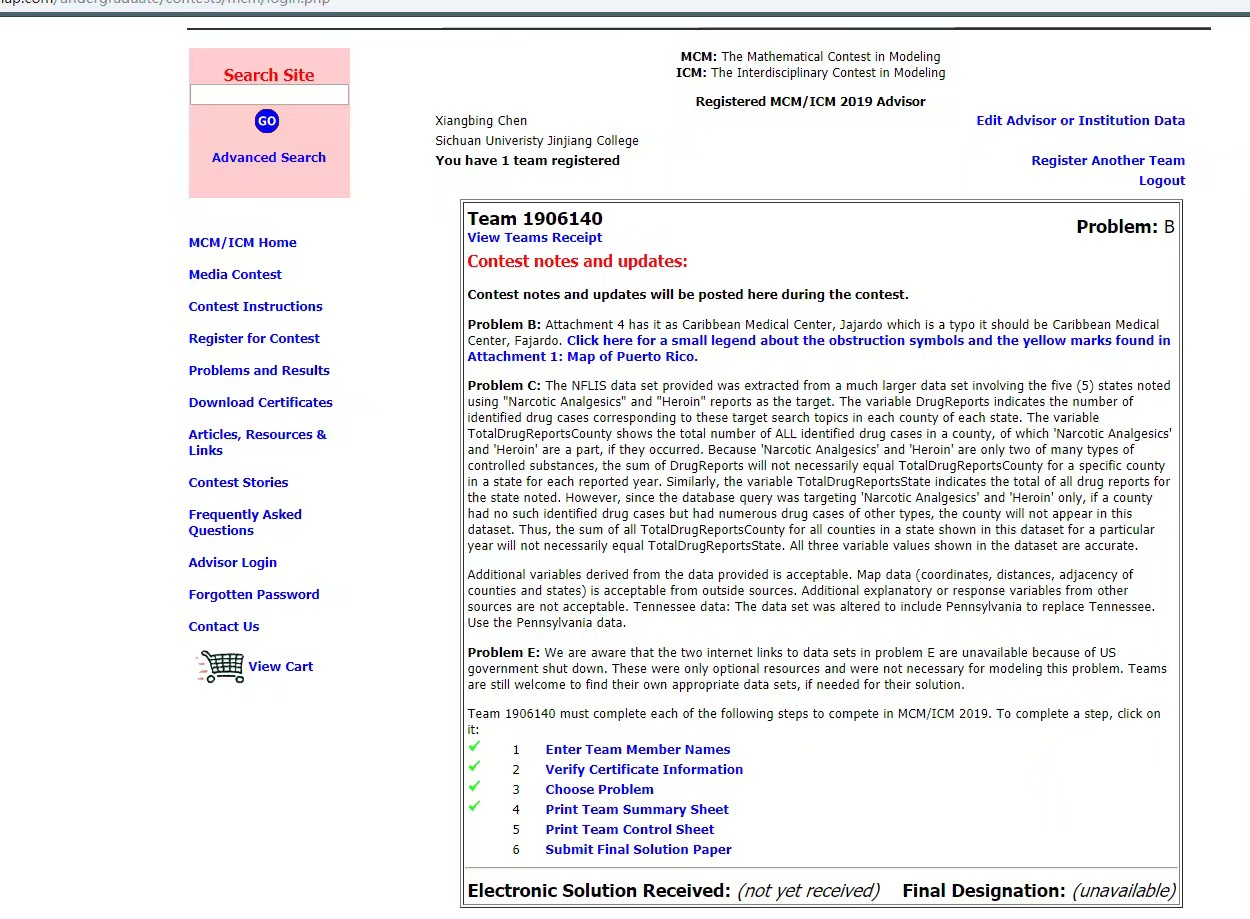 Search Site
GO
Advanced Search
MCM/ICM Home
Media Contest
Contest Instructions
Register for Contest
Problems and Results
Download Certificates
Articles, Resources &
Links
Contest Stories
Frequently Asked
Questions
Advisor Login
Forgotten Password
Contact Us
View Cart
MCM: The Mathematical Contest in Modeling
ICM: The Interdisciplinary Contest in Modeling
Registered MCM/ICM 2019 Advisor
Xiangbing Chen
Edit Advisor or Institution Data
Sichuan Univeristy Jinjiang College
You have 1 team registered
Register Another Team
Logout
Team 1906140
Problem: B
View Teams Receipt
Contest notes and updates:
Contest notes and updates will be posted here during the contest.
Problem B: Attachment 4 has it as Caribbean Medical Center, Jajardo which is a typo it should be Caribbean Medical
Center, Fajardo. Click here for a small legend about the obstruction symbols and the yellow marks found in
Attachment 1: Map of Puerto Rico.
Problem C: The NFLIS data set provided was extracted from a much larger data set involving the five (5) states noted
using "Narcotic Analgesics" and "Heroin" reports as the target. The variable DrugReports indicates the number of
identified drug cases corresponding to these target search topics in each county of each state. The variable
TotalDrugReportsCounty shows the total number of ALL identified drug cases in a county, of which 'Narcotic Analgesics'
and 'Heroin' are a part, if they occurred. Because 'Narcotic Analgesics' and 'Heroin' are only two of many types of
controlled substances, the sum of DrugReports will not necessarily equal TotalDrugReportsCounty for a specific county
in a state for each reported year. Similarly, the variable TotalDrugReportsState indicates the total of all drug reports for
the state noted. However, since the database query was targeting 'Narcotic Analgesics' and 'Heroin' only, if a county
had no such identified drug cases but had numerous drug cases of other types, the county will not appear in this
dataset. Thus, the sum of all TotalDrugReportsCounty for all counties in a state shown in this dataset for a particular
year will not necessarily equal TotalDrugReportsState. All three variable values shown in the dataset are accurate.
Additional variables derived from the data provided is acceptable. Map data (coordinates, distances, adjacency of
counties and states) is acceptable from outside sources. Additional explanatory or response variables from other
sources are not acceptable. Tennessee data: The data set was altered to include Pennsylvania to replace Tennessee.
Use the Pennsylvania data.
Problem E: We are aware that the two internet links to data sets in problem E are unavailable because of US
government shut down. These were only optional resources and were not necessary for modeling this problem. Teams
are still welcome to find their own appropriate data sets, if needed for their solution.
Team 1906140 must complete each of the following steps to compete in MCM/ICM 2019. To complete a step, click on
it:
1 Enter Team Member Names
2 Verify Certificate Information
3 Choose Problem
4 Print Team Summary Sheet
5 Print Team Control Sheet
6 Submit Final Solution Paper
Electronic Solution Received: (not yet received) Final Designation: (unavailable)